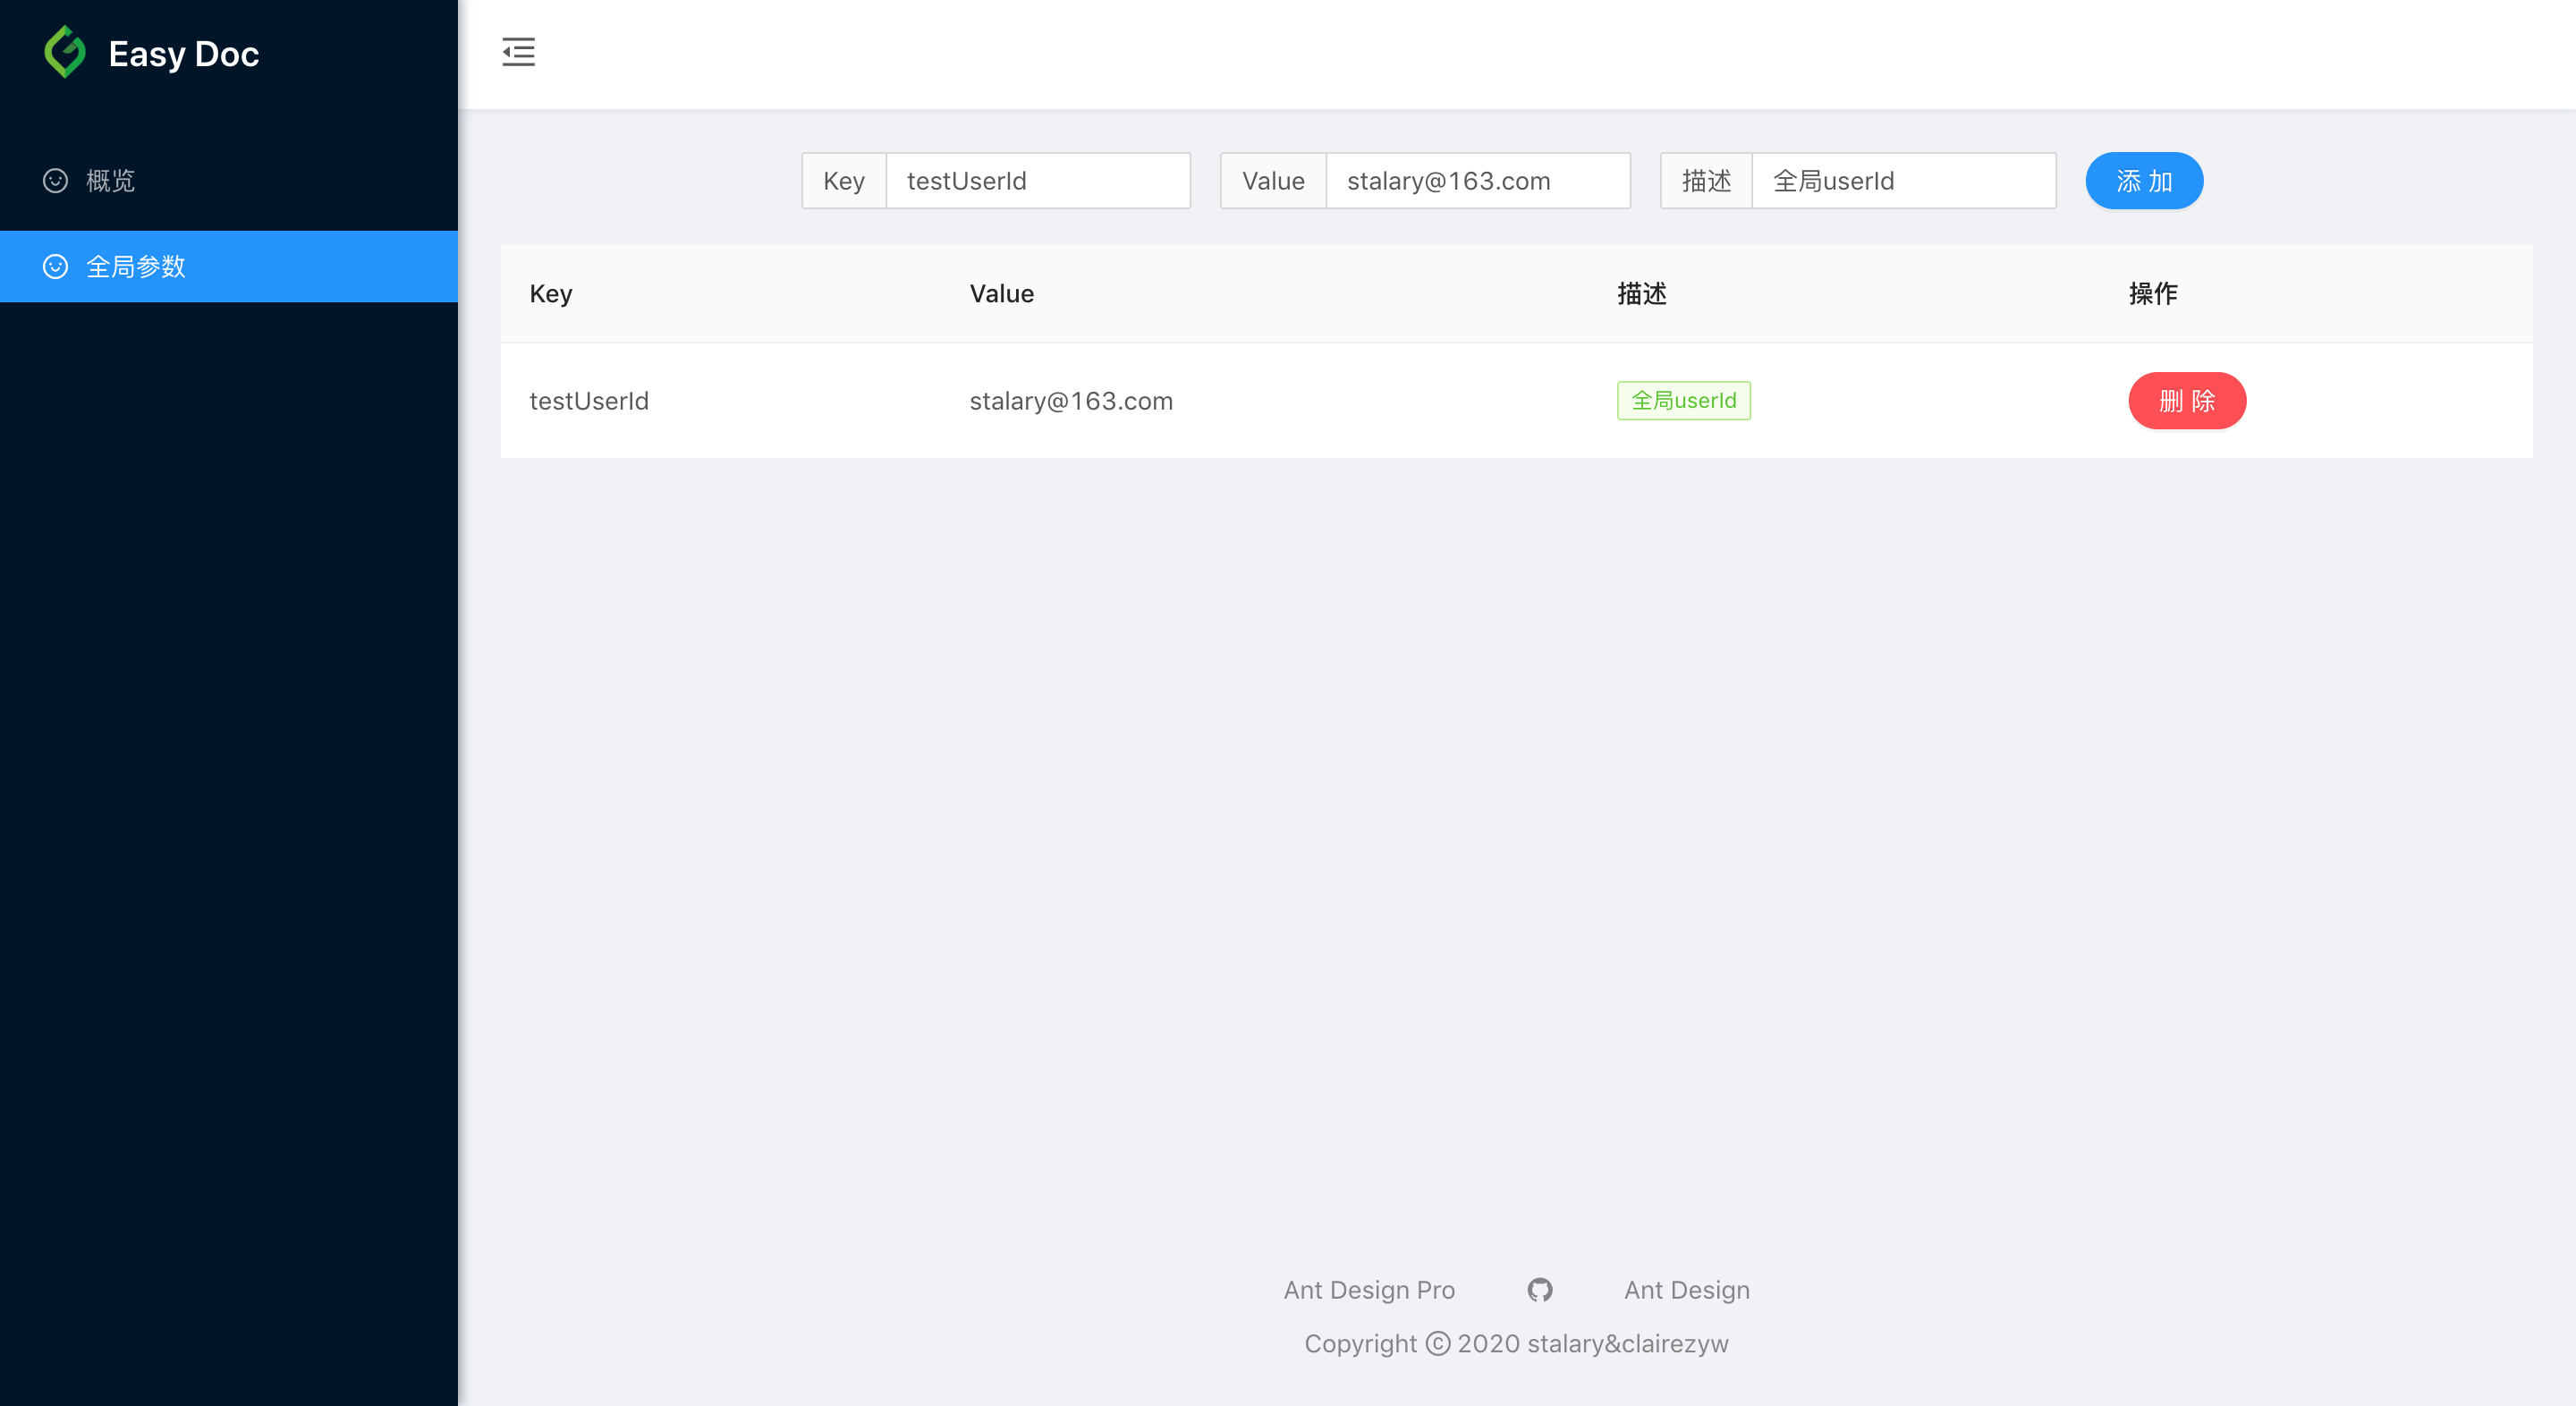 Easy Doc
概览
全局参数
Key testUserId Value stalary@163.com 描述 全局userId 添 加
Key Value 描述 操作
testUserId stalary@163.com 全局userId 删 除
Ant Design Pro Ant Design
Copyright © 2020 stalary&clairezyw